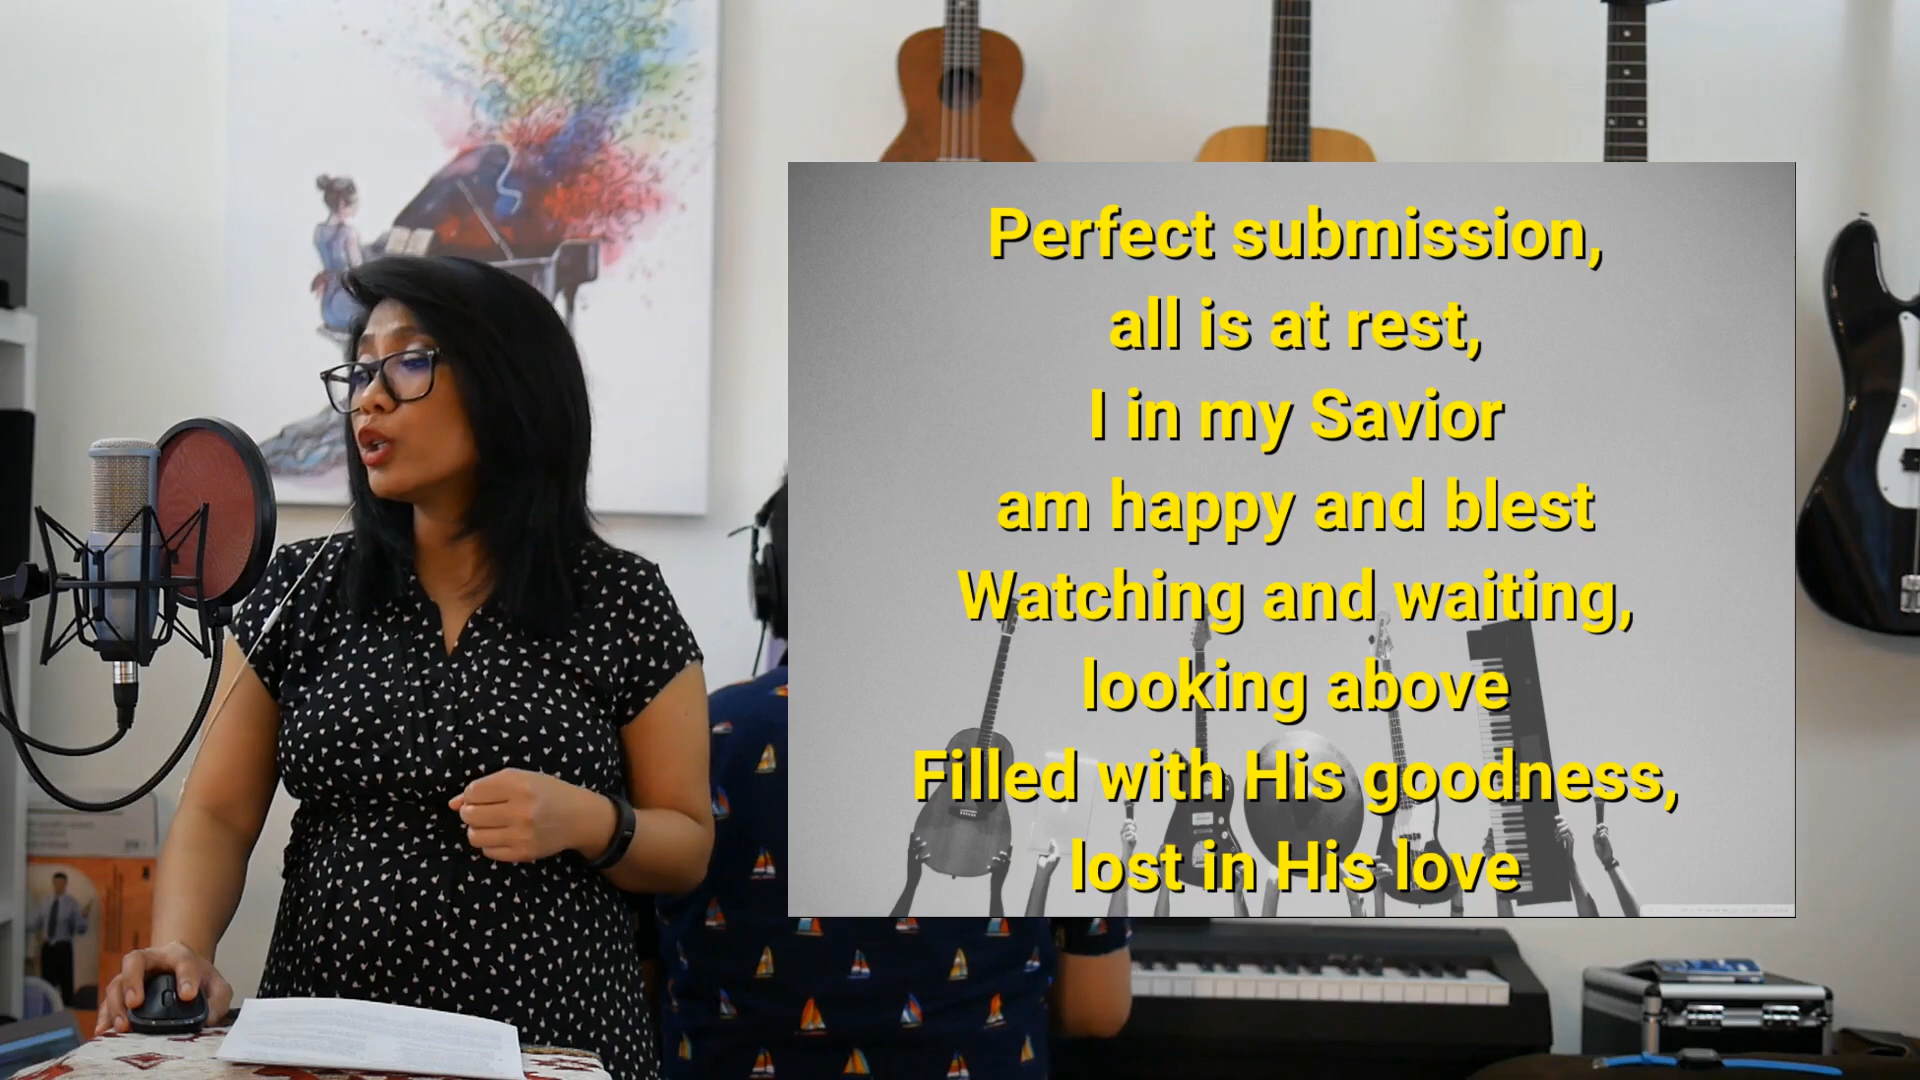 Perfect submission,
all is at rest,
I in my Savior
am happy and blest
Watching and waiting,
looking above
Filled with His goodness,
lost in His love